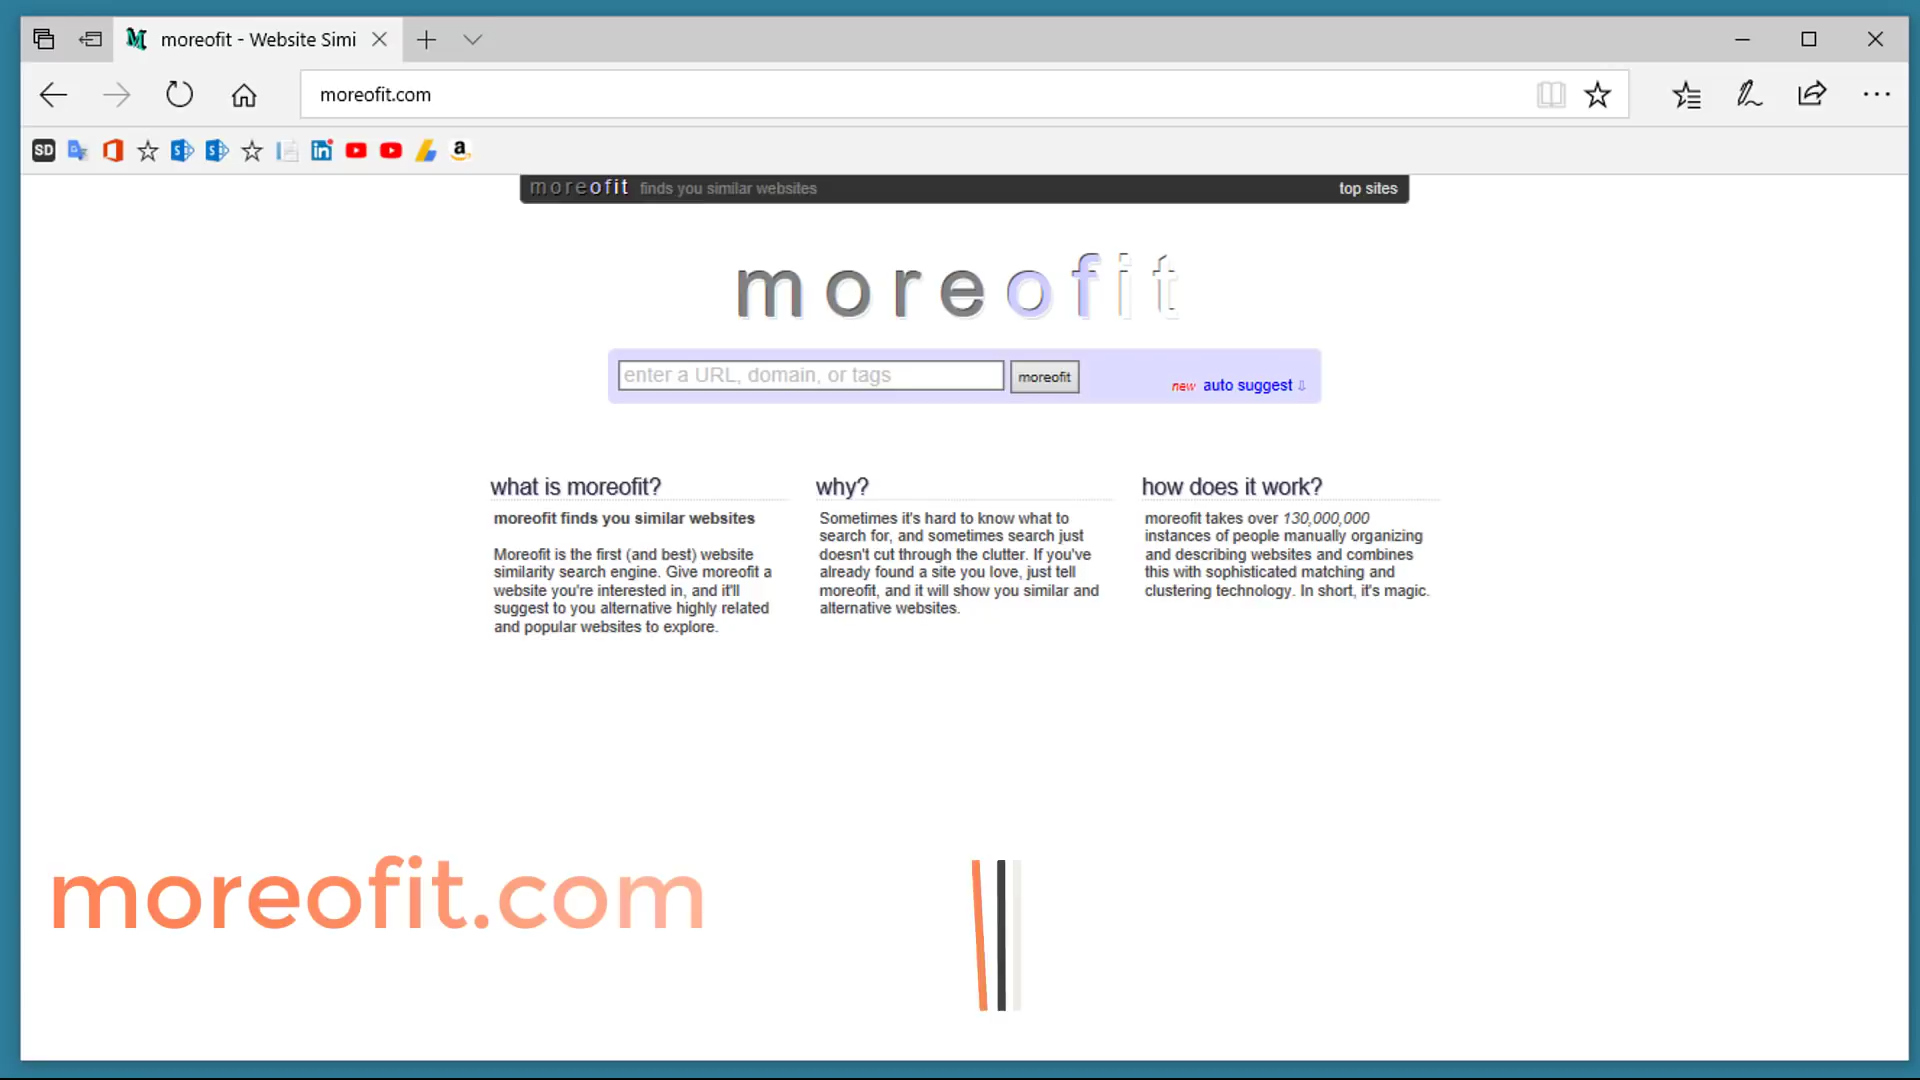 moreofit - Website Simi
moreofit.com
SD
moreofit finds you similar websites top sites
moreofit
enter a URL, domain, or tags moreofit new auto suggest ⇩
what is moreofit?
moreofit finds you similar websites
Moreofit is the first (and best) website
similarity search engine. Give moreofit a
website you're interested in, and it'll
suggest to you alternative highly related
and popular websites to explore.
why?
Sometimes it's hard to know what to
search for, and sometimes search just
doesn't cut through the clutter. If you've
already found a site you love, just tell
moreofit, and it will show you similar and
alternative websites.
how does it work?
moreofit takes over 130,000,000
instances of people manually organizing
and describing websites and combines
this with sophisticated matching and
clustering technology. In short, it's magic.
moreofit.com